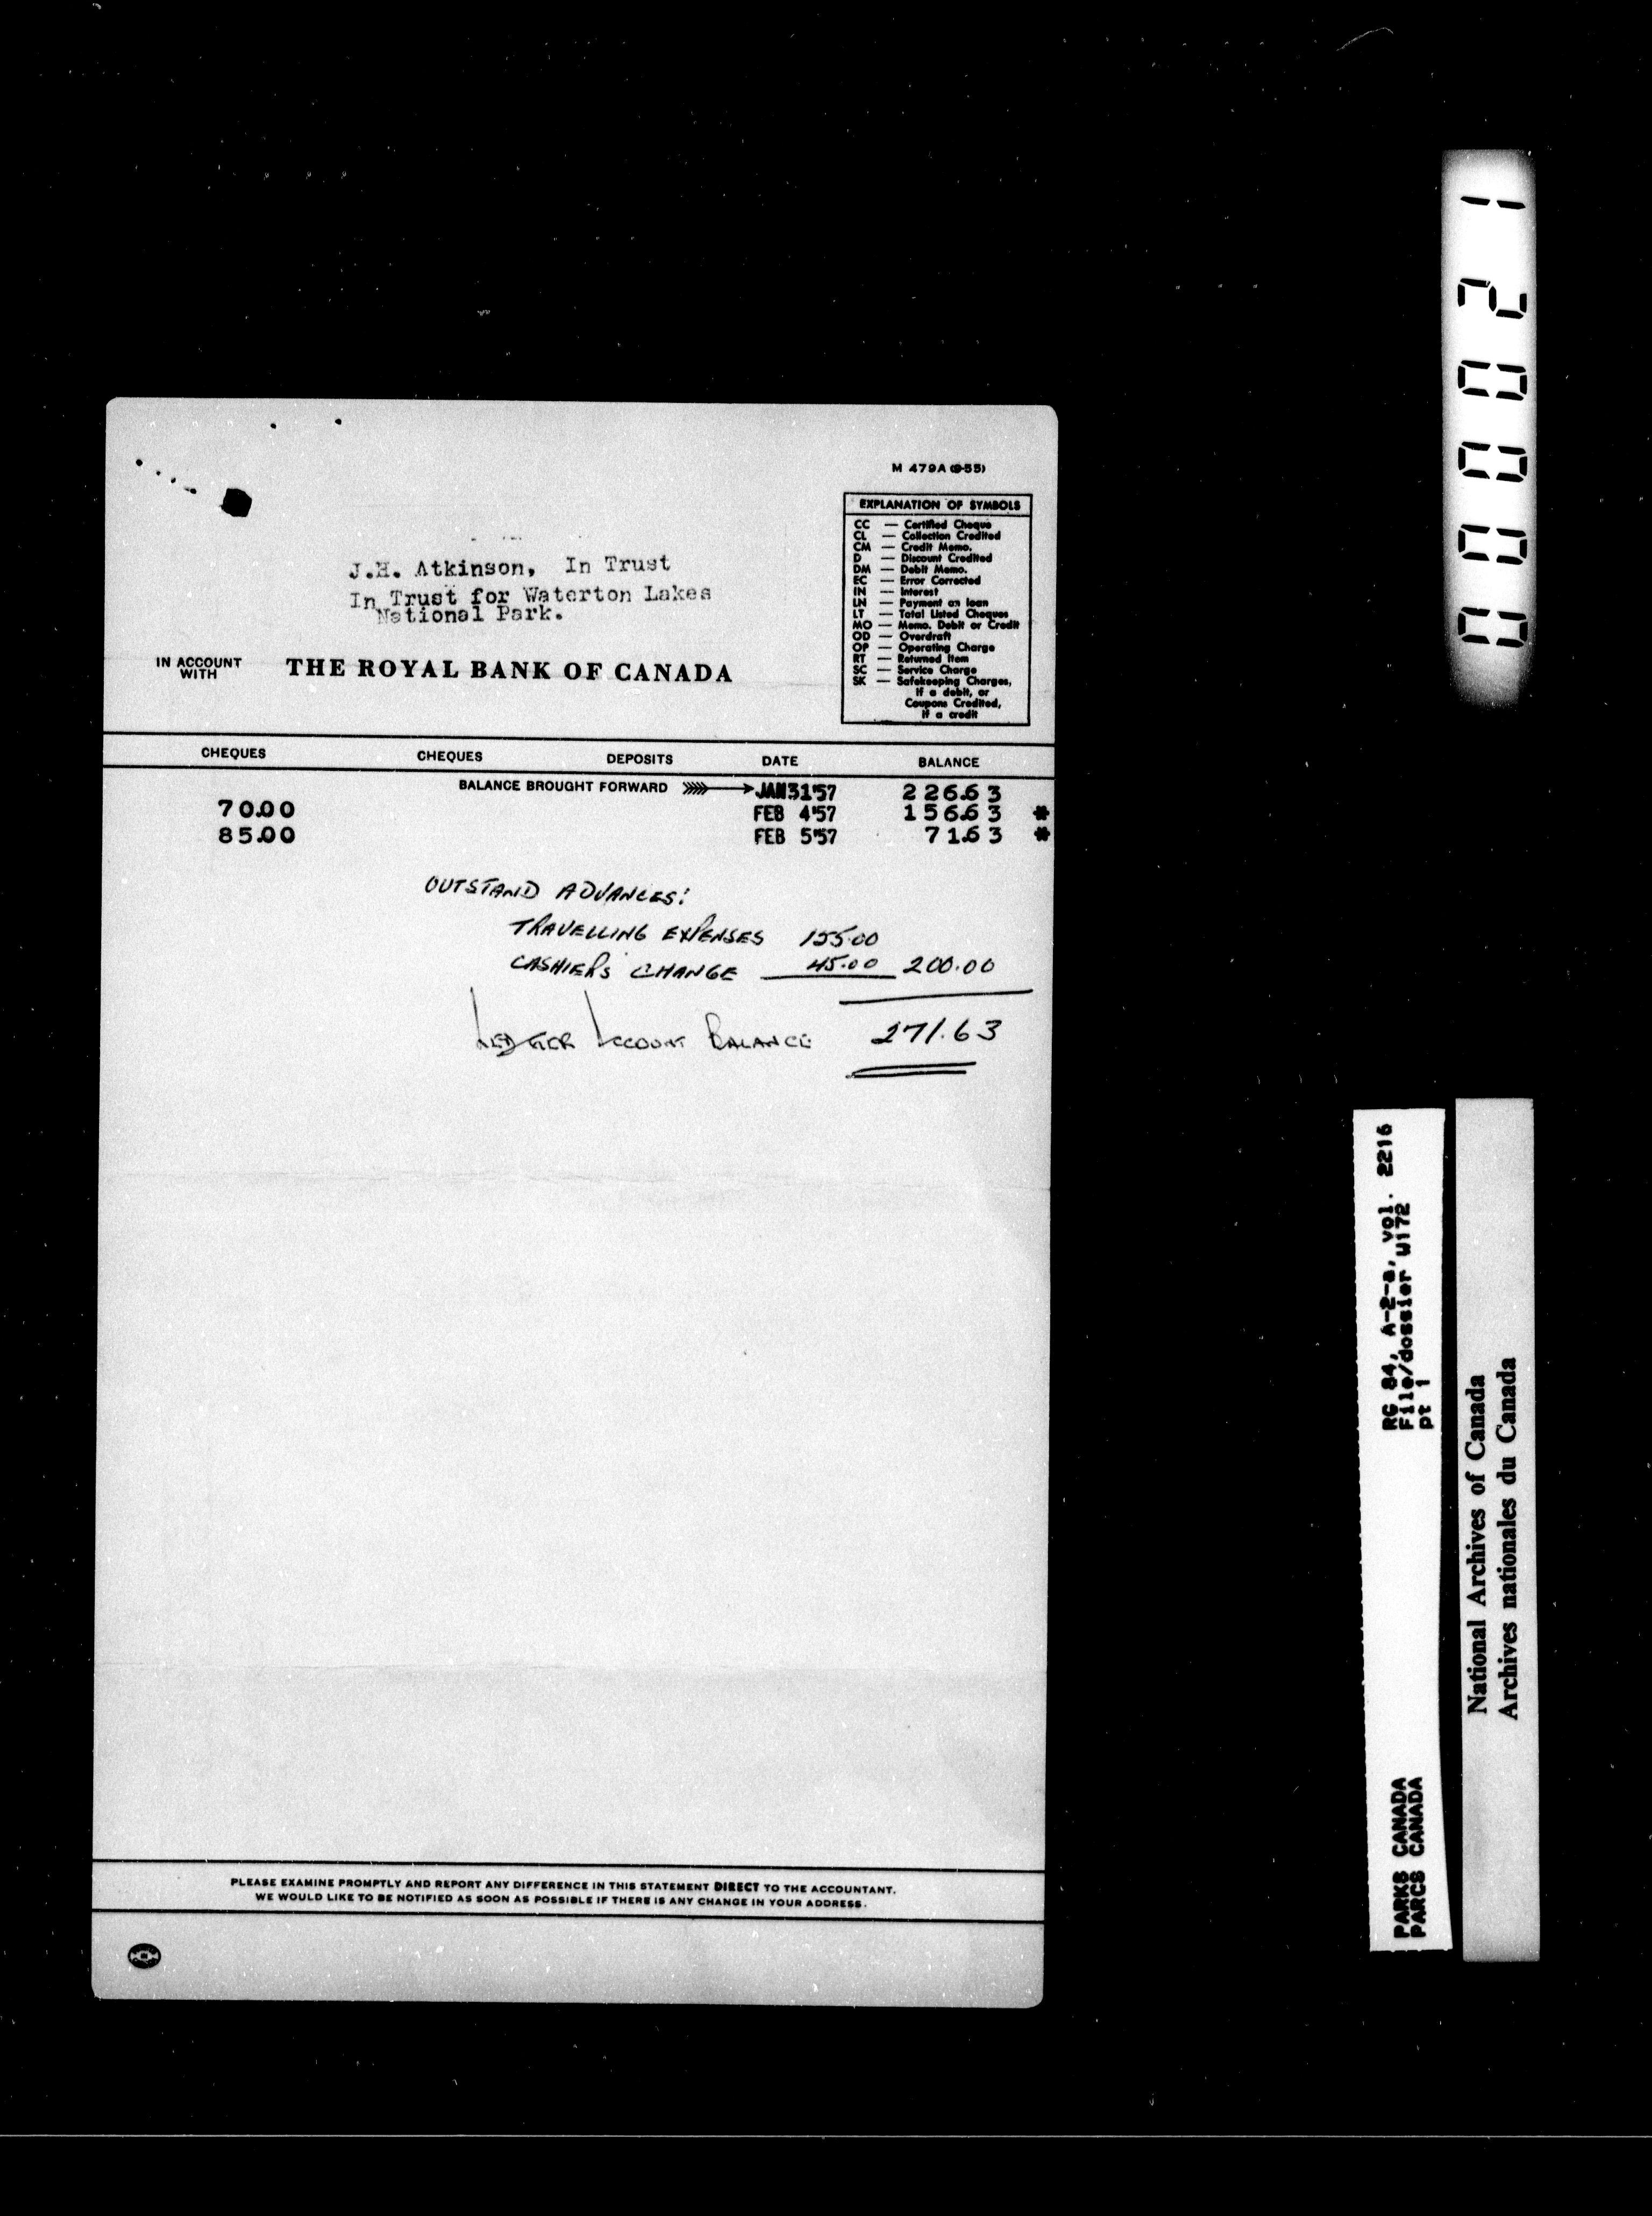 M 479A (9-55)
EXPLANATION OF SYMBOLS
CC — Certified Cheque
CL — Collection Credited
CM — Credit Memo.
D — Discount Credited
DM — Debit Memo.
EC — Error Corrected
IN — Interest
LN — Payment on loan
LT — Total Listed Cheques
MO — Memo. Debit or Credit
OD — Overdraft
OP — Operating Charge
RT — Returned Item
SC — Service Charge
SK — Safekeeping Charges,
if a debit, or
Coupons Credited,
if a credit
J.H. Atkinson, In Trust
In Trust for Waterton Lakes
National Park.
IN ACCOUNT
WITH
THE ROYAL BANK OF CANADA
CHEQUES CHEQUES DEPOSITS DATE BALANCE
BALANCE BROUGHT FORWARD JAN 31'57 226.63
70.00 FEB 4'57 156.63 *
85.00 FEB 5'57 71.63 *
OUTSTAND ADVANCES:
TRAVELLING EXPENSES 155.00
CASHIERS CHANGE 45.00 200.00
LEDGER ACCOUNT BALANCE 271.63
PLEASE EXAMINE PROMPTLY AND REPORT ANY DIFFERENCE IN THIS STATEMENT DIRECT TO THE ACCOUNTANT.
WE WOULD LIKE TO BE NOTIFIED AS SOON AS POSSIBLE IF THERE IS ANY CHANGE IN YOUR ADDRESS.
000021
RG 84, A-2-a, vol. 2216
File/dossier W172
pt 1
PARKS CANADA
PARCS CANADA
National Archives of Canada
Archives nationales du Canada